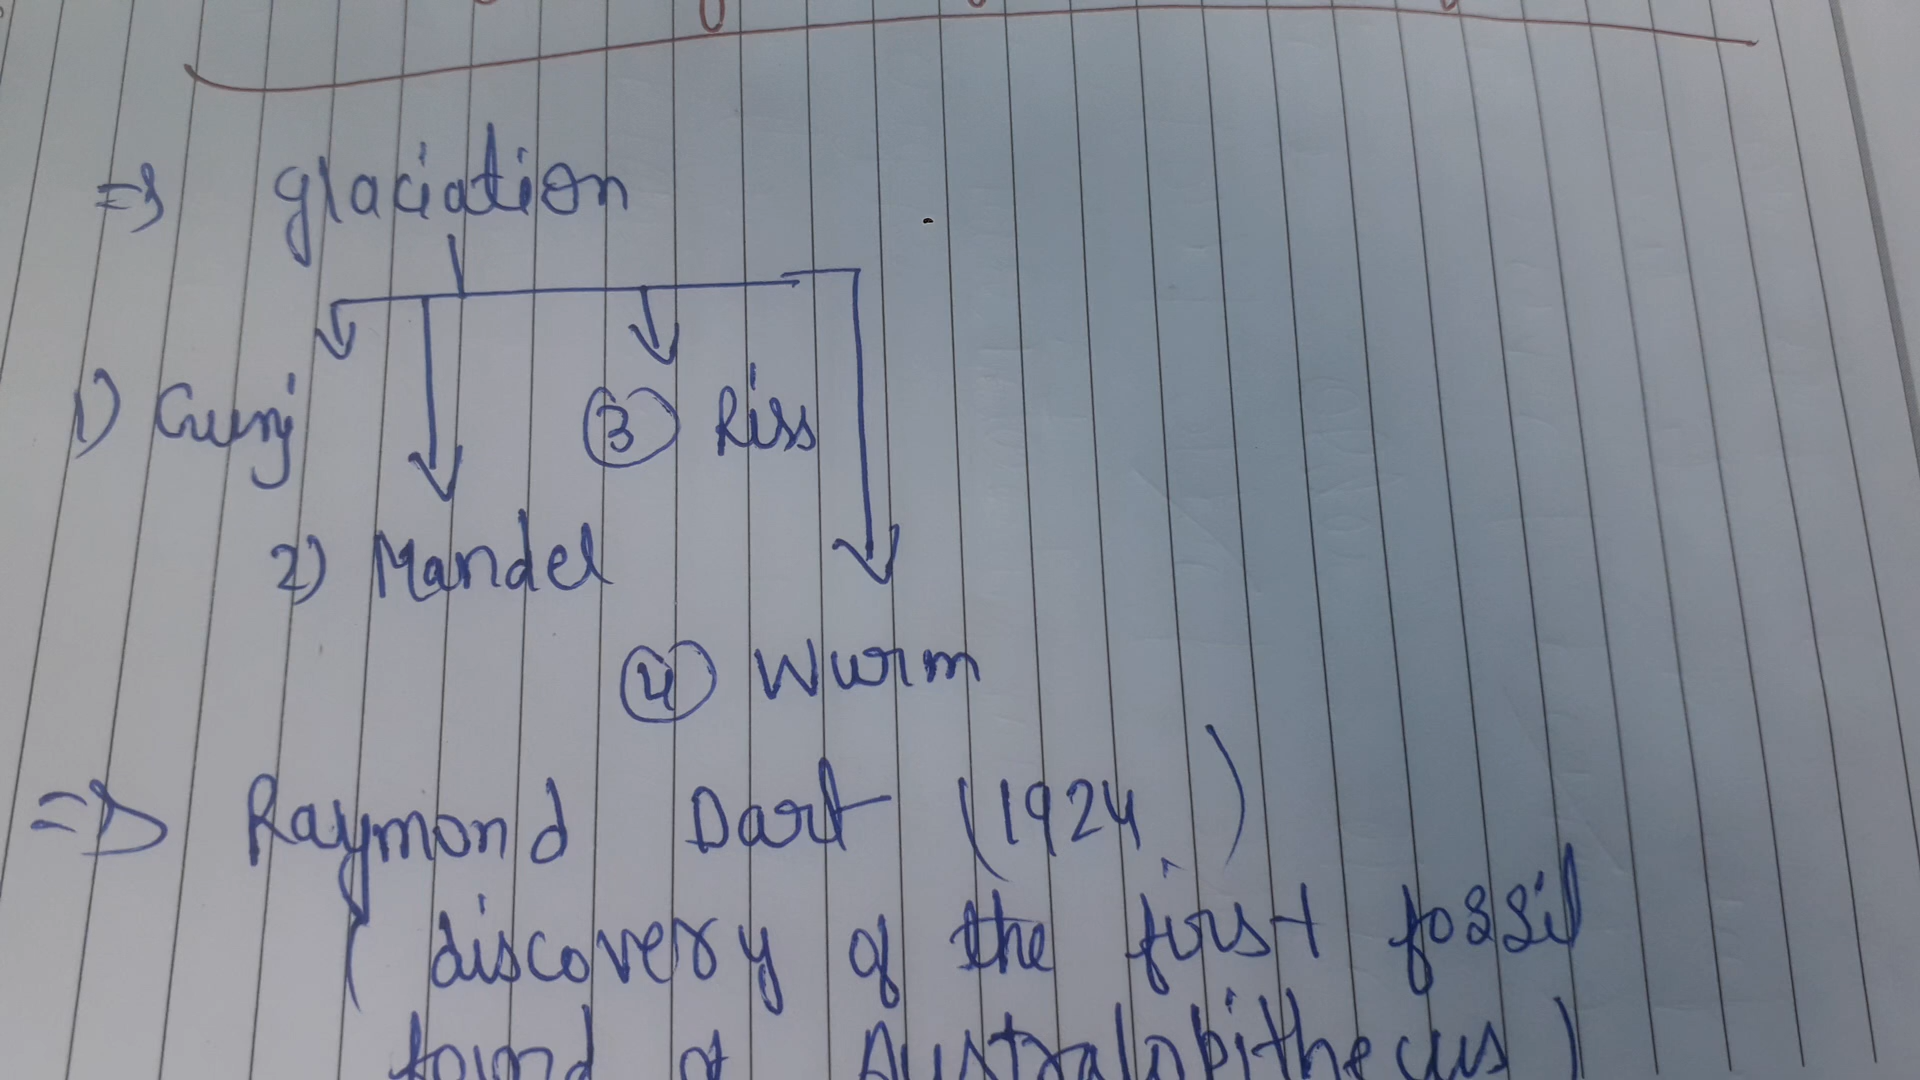 => glaciation
1) Gunj
③ Riss
2) Mandel
④ Wurm
=> Raymond Dart (1924)
( discovery of the first fossil
found of Australopithecus)